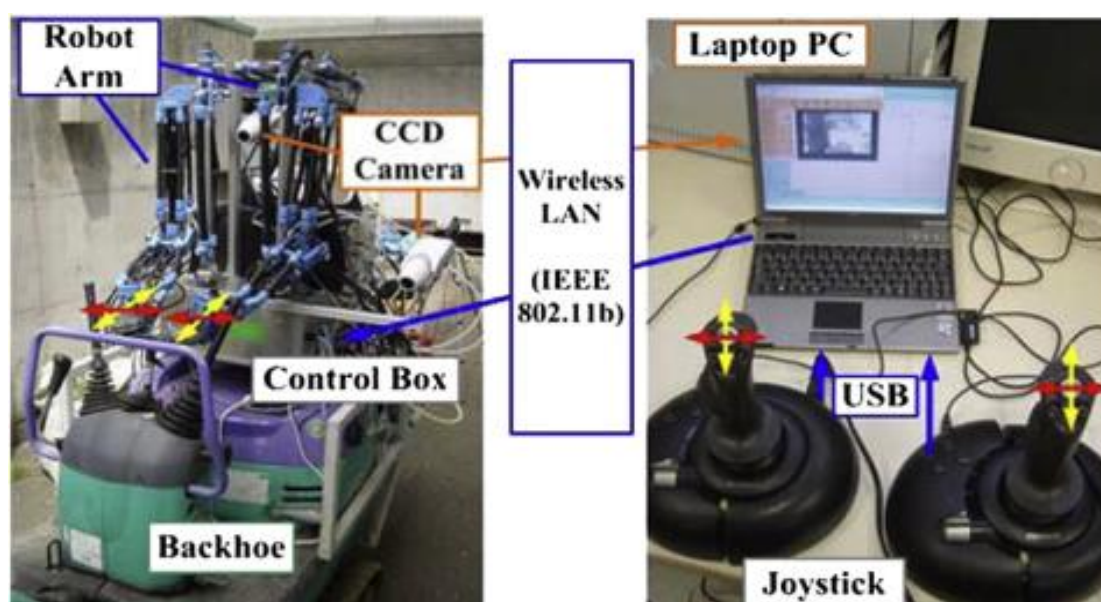 Robot
Arm
CCD
Camera
Control Box
Backhoe
Wireless
LAN
(IEEE
802.11b)
Laptop PC
USB
Joystick